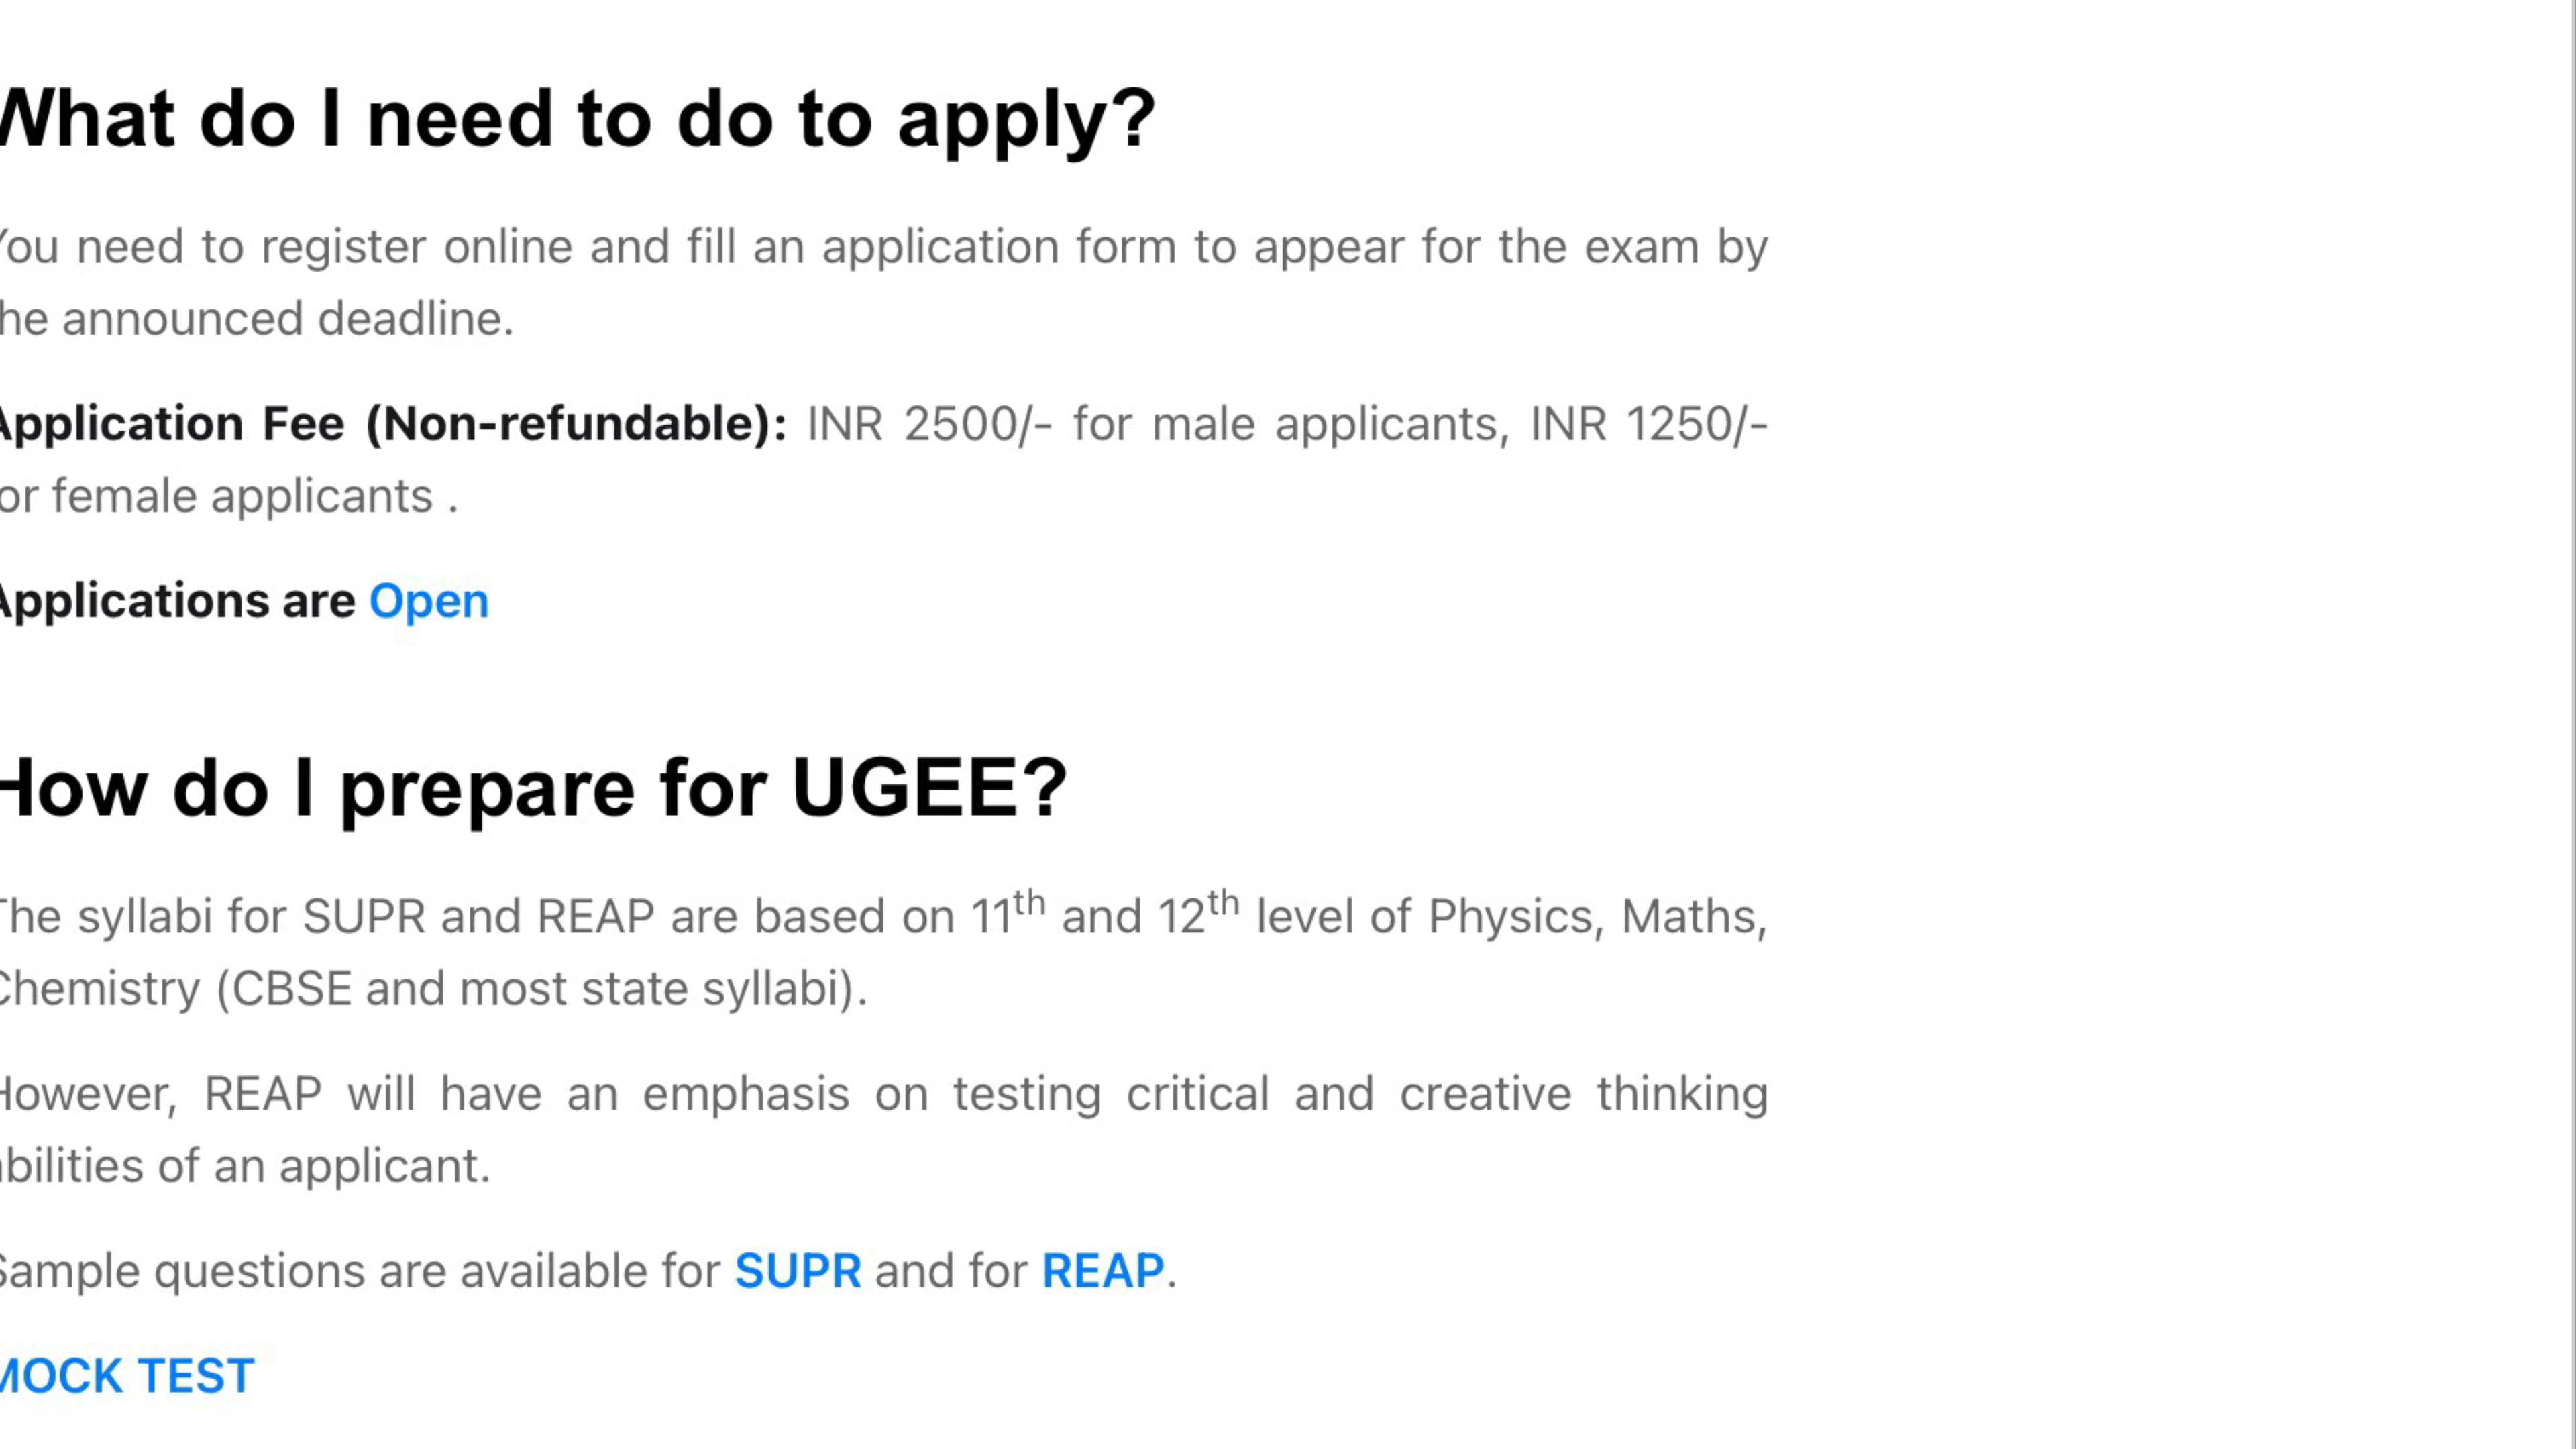 What do I need to do to apply?
You need to register online and fill an application form to appear for the exam by
the announced deadline.
Application Fee (Non-refundable): INR 2500/- for male applicants, INR 1250/-
for female applicants .
Applications are Open
How do I prepare for UGEE?
The syllabi for SUPR and REAP are based on 11th and 12th level of Physics, Maths,
Chemistry (CBSE and most state syllabi).
However, REAP will have an emphasis on testing critical and creative thinking
abilities of an applicant.
Sample questions are available for SUPR and for REAP.
MOCK TEST